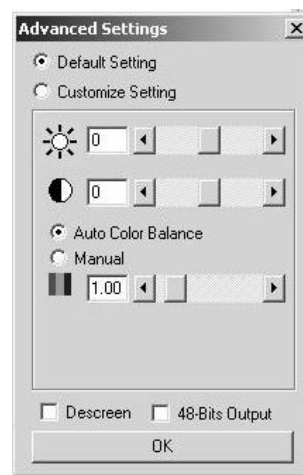 Advanced Settings
Default Setting
Customize Setting
0
0
Auto Color Balance
Manual
1.00
Descreen 48-Bits Output
OK